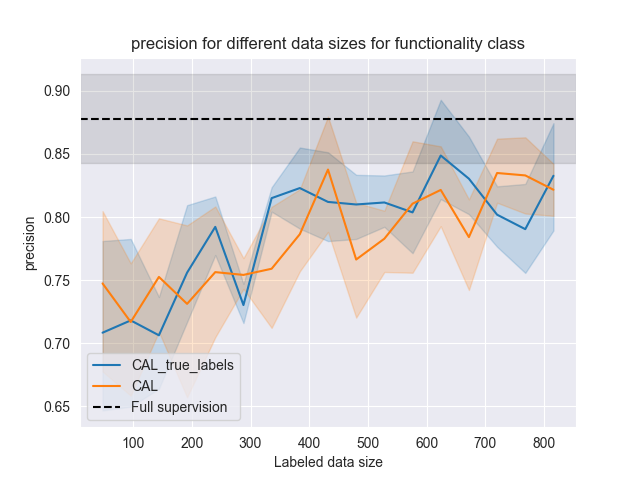 precision for different data sizes for functionality class
0.90
0.85
0.80
0.75
0.70
0.65
precision
CAL_true_labels
CAL
Full supervision
100 200 300 400 500 600 700 800
Labeled data size